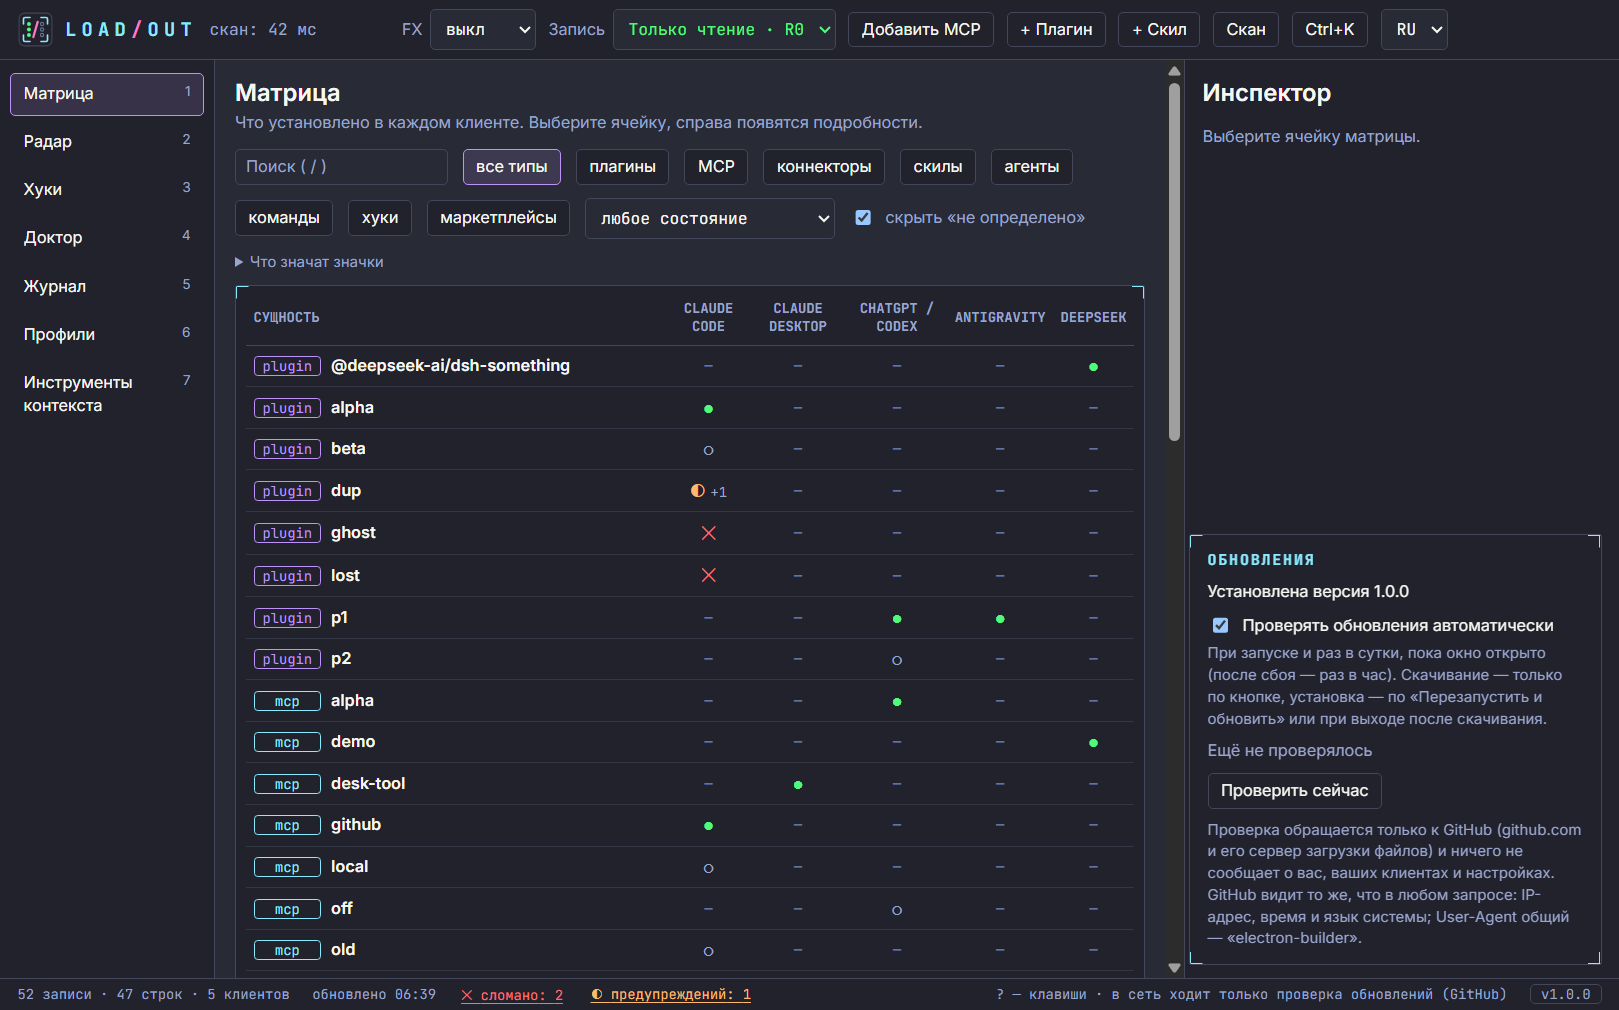 LOAD/OUT скан: 42 мс FX выкл Запись Только чтение · R0 Добавить MCP + Плагин + Скил Скан Ctrl+K RU
Матрица 1
Радар 2
Хуки 3
Доктор 4
Журнал 5
Профили 6
Инструменты контекста 7
Матрица
Что установлено в каждом клиенте. Выберите ячейку, справа появятся подробности.
Поиск ( / ) все типы плагины MCP коннекторы скилы агенты
команды хуки маркетплейсы любое состояние скрыть «не определено»
Что значат значки
СУЩНОСТЬ CLAUDE CODE CLAUDE DESKTOP CHATGPT / CODEX ANTIGRAVITY DEEPSEEK
plugin @deepseek-ai/dsh-something – – – – ●
plugin alpha ● – – – –
plugin beta ○ – – – –
plugin dup ◐ +1 – – – –
plugin ghost ✕ – – – –
plugin lost ✕ – – – –
plugin p1 – – ● ● –
plugin p2 – – ○ – –
mcp alpha – – ● – –
mcp demo – – – – ●
mcp desk-tool – ● – – –
mcp github ● – – – –
mcp local ○ – – – –
mcp off – – ○ – –
mcp old ○ – – – –
Инспектор
Выберите ячейку матрицы.
ОБНОВЛЕНИЯ
Установлена версия 1.0.0
Проверять обновления автоматически
При запуске и раз в сутки, пока окно открыто
(после сбоя — раз в час). Скачивание — только
по кнопке, установка — по «Перезапустить и
обновить» или при выходе после скачивания.
Ещё не проверялось
Проверить сейчас
Проверка обращается только к GitHub (github.com
и его сервер загрузки файлов) и ничего не
сообщает о вас, ваших клиентах и настройках.
GitHub видит то же, что в любом запросе: IP-
адрес, время и язык системы; User-Agent общий
— «electron-builder».
52 записи · 47 строк · 5 клиентов обновлено 06:39 ✕ сломано: 2 ◐ предупреждений: 1 ? — клавиши · в сеть ходит только проверка обновлений (GitHub) v1.0.0